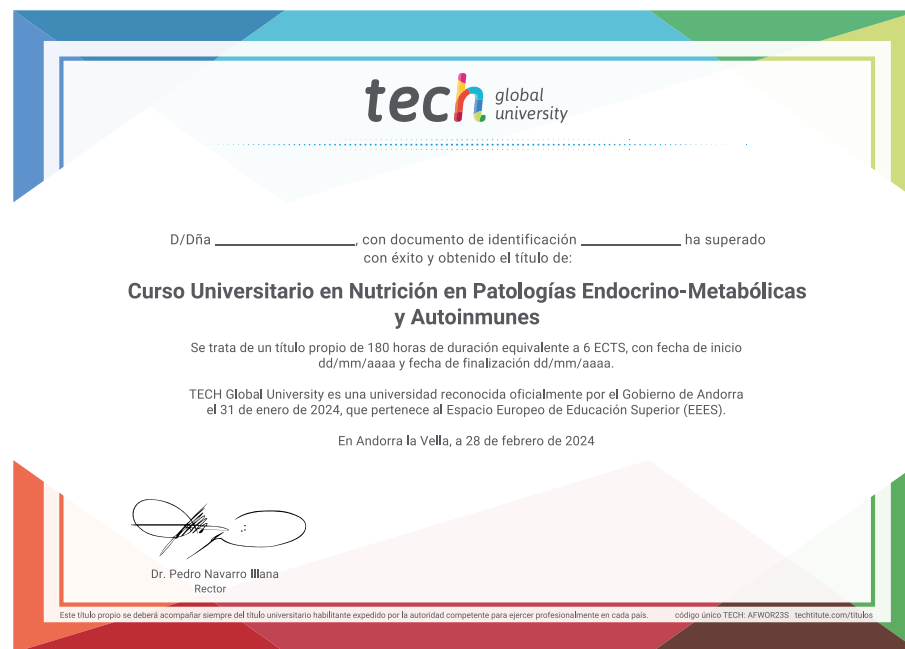 tech global university
D/Dña ____________________, con documento de identificación ______________ ha superado
con éxito y obtenido el título de:
Curso Universitario en Nutrición en Patologías Endocrino-Metabólicas
y Autoinmunes
Se trata de un título propio de 180 horas de duración equivalente a 6 ECTS, con fecha de inicio
dd/mm/aaaa y fecha de finalización dd/mm/aaaa.
TECH Global University es una universidad reconocida oficialmente por el Gobierno de Andorra
el 31 de enero de 2024, que pertenece al Espacio Europeo de Educación Superior (EEES).
En Andorra la Vella, a 28 de febrero de 2024
Dr. Pedro Navarro Illana
Rector
Este título propio se deberá acompañar siempre del título universitario habilitante expedido por la autoridad competente para ejercer profesionalmente en cada país. código único TECH: AFWOR23S techtitute.com/titulos